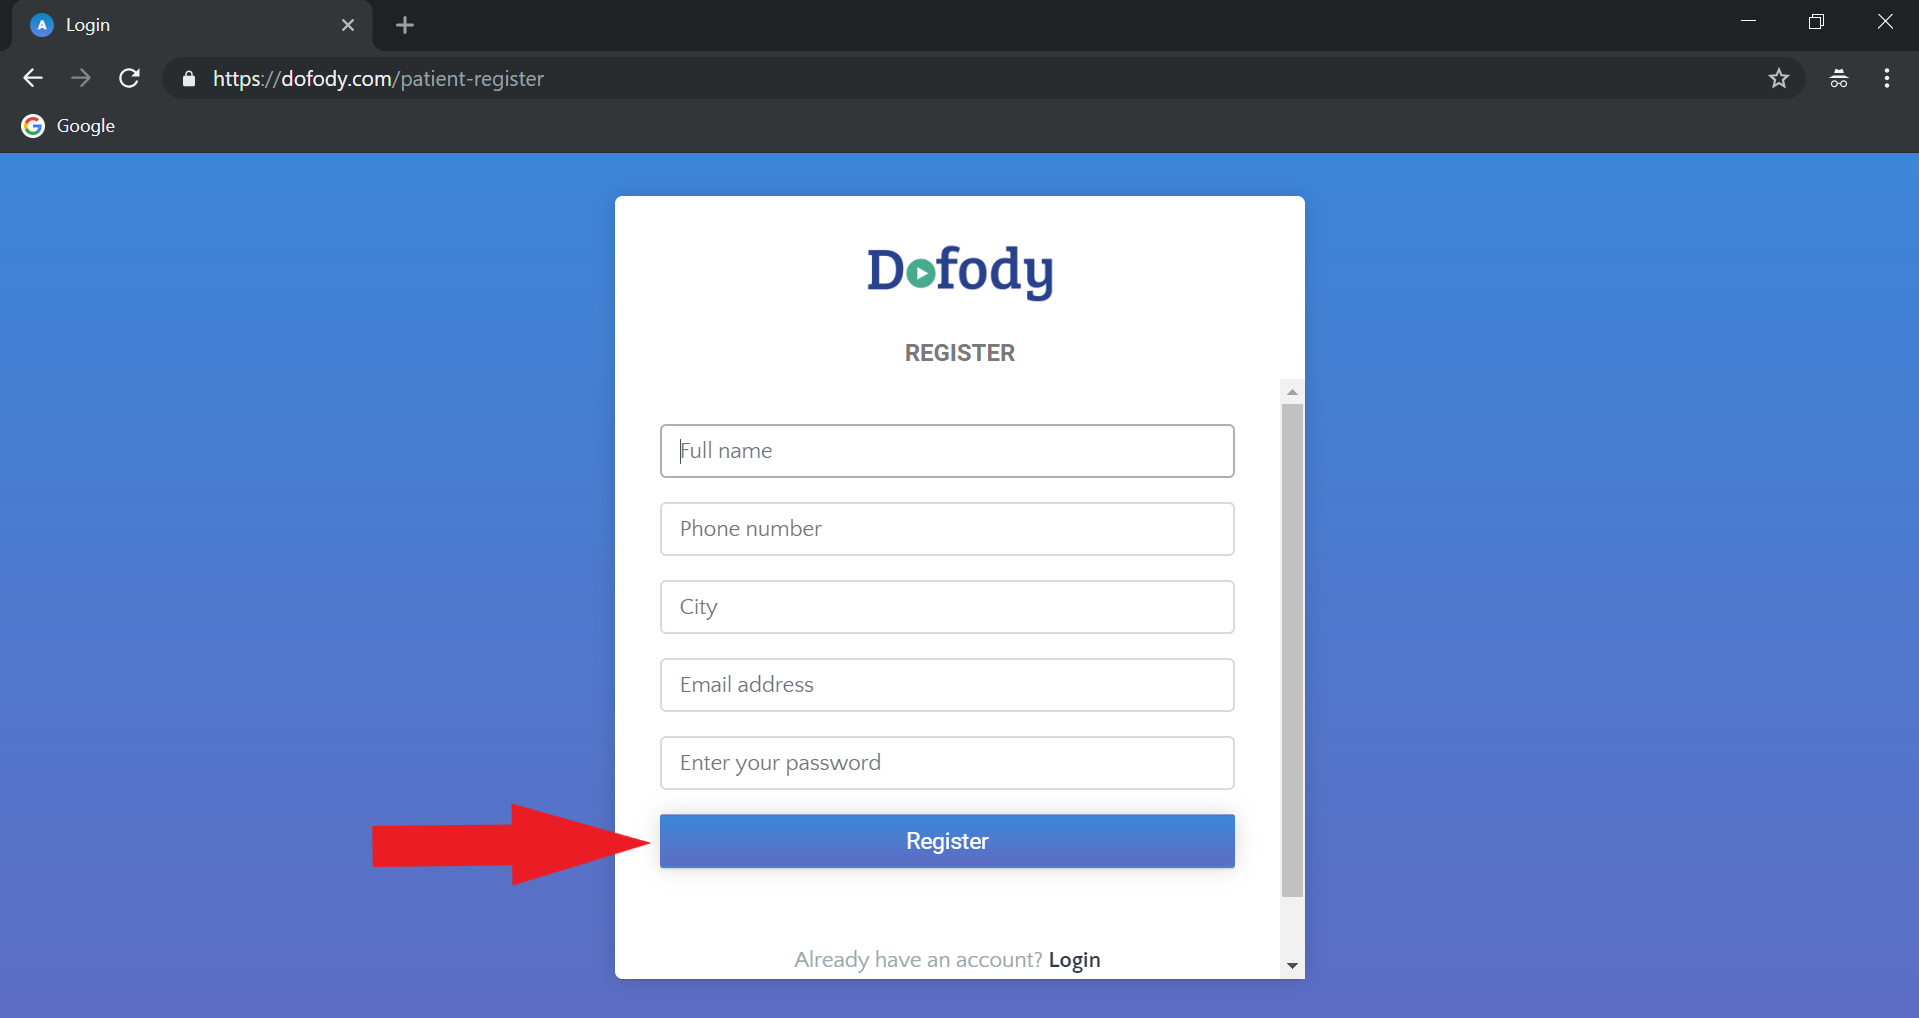 A Login
https://dofody.com/patient-register
Google
Dofody
REGISTER
Full name
Phone number
City
Email address
Enter your password
Register
Already have an account? Login